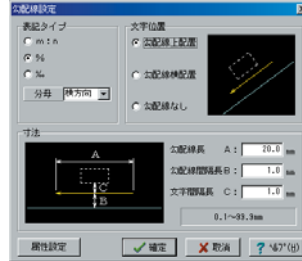 勾配線設定
表記タイプ
m：n
％
‰
分母 横方向
文字位置
勾配線上配置
勾配線横配置
勾配線なし
寸法
A
C
B
勾配線長 A： 20.0 mm
勾配線間隔長B： 1.0 mm
文字間隔長 C： 1.0 mm
0.1～99.9mm
属性設定
確定
取消
ﾍﾙﾌﾟ(H)